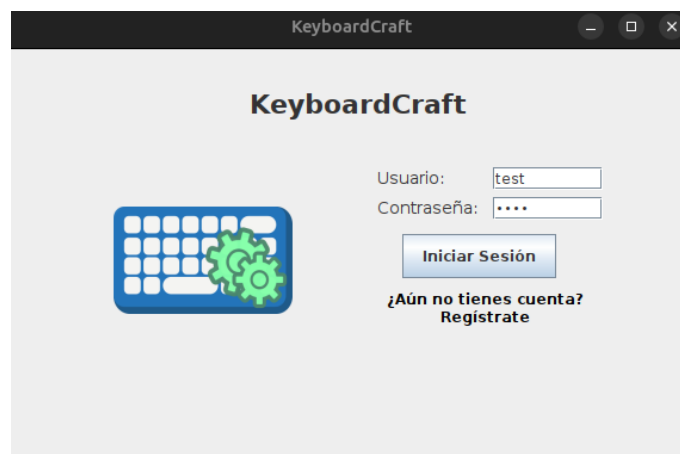 KeyboardCraft
KeyboardCraft
Usuario: test
Contraseña: ••••
Iniciar Sesión
¿Aún no tienes cuenta?
Regístrate